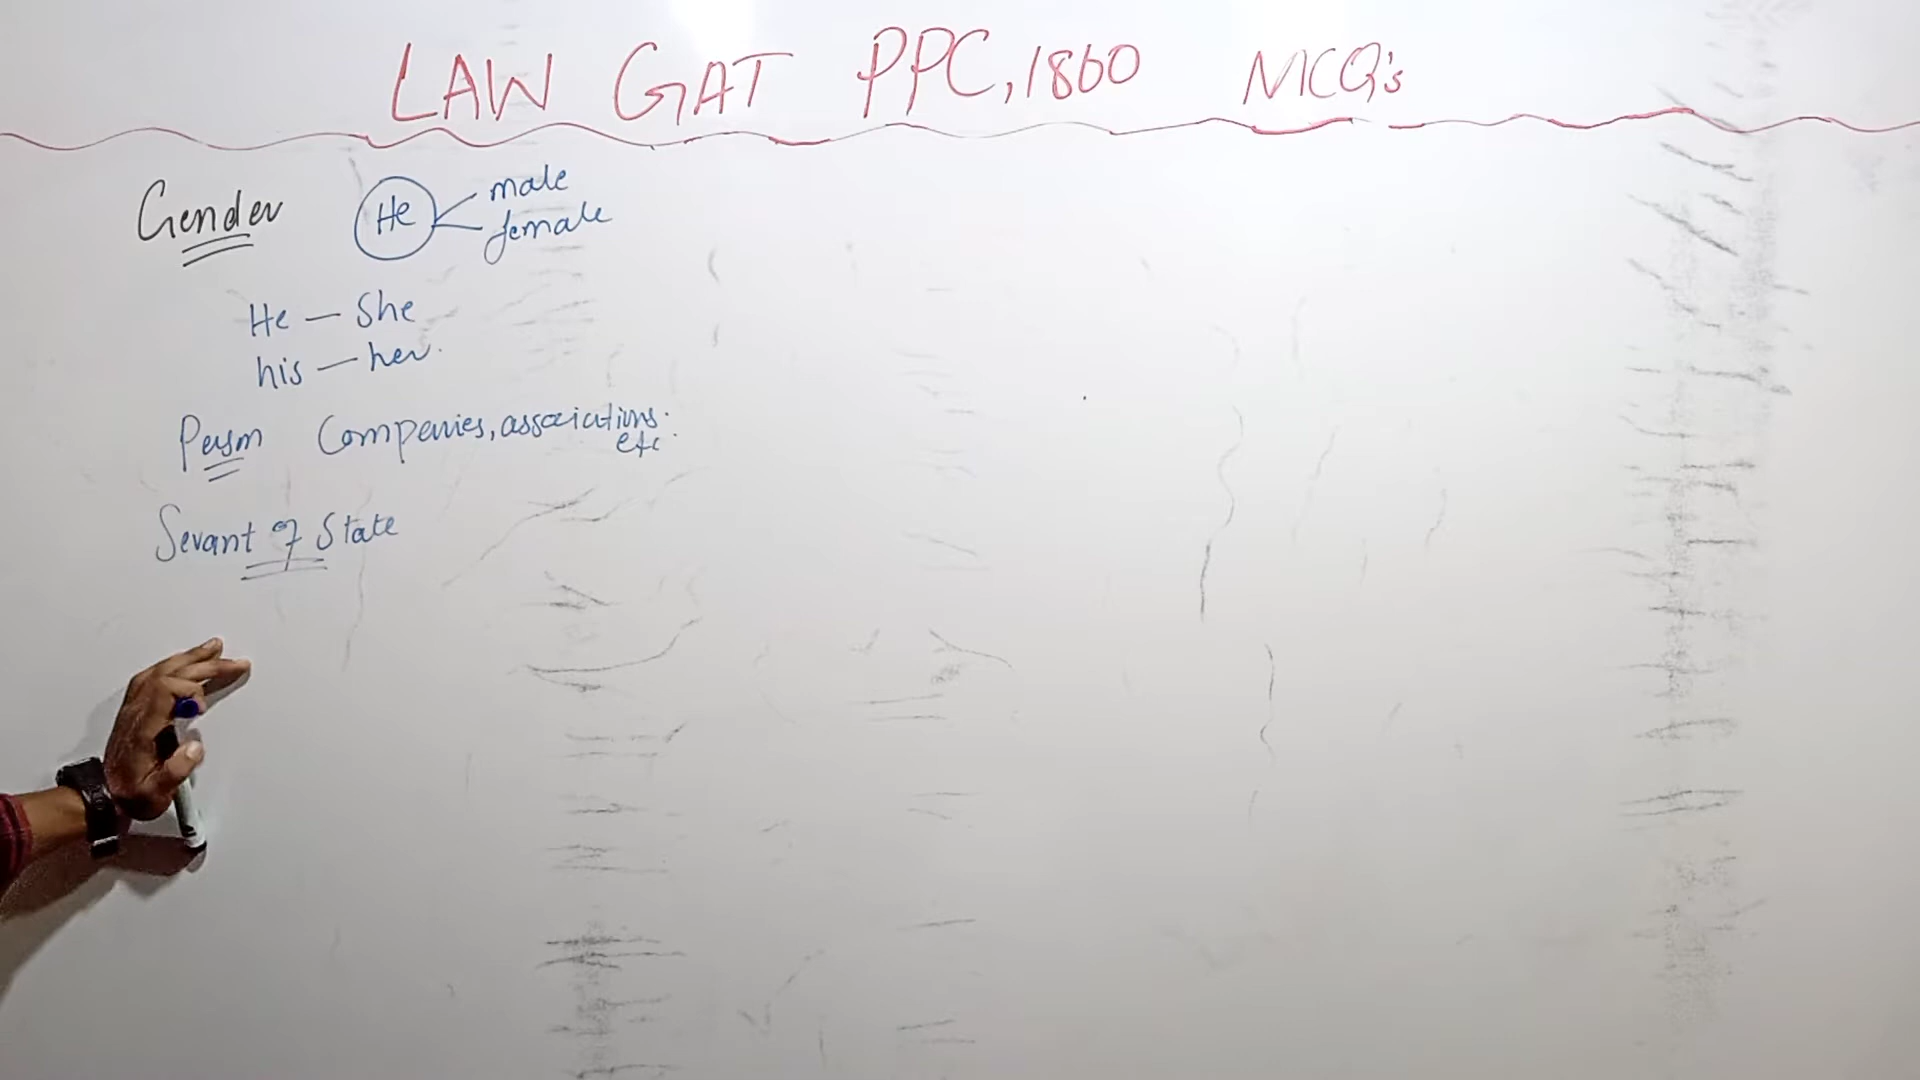 LAW GAT PPC, 1860 MCQ's
Gender He male
female
He — She
his — her.
Person Companies, associations.
etc.
Sevant of State